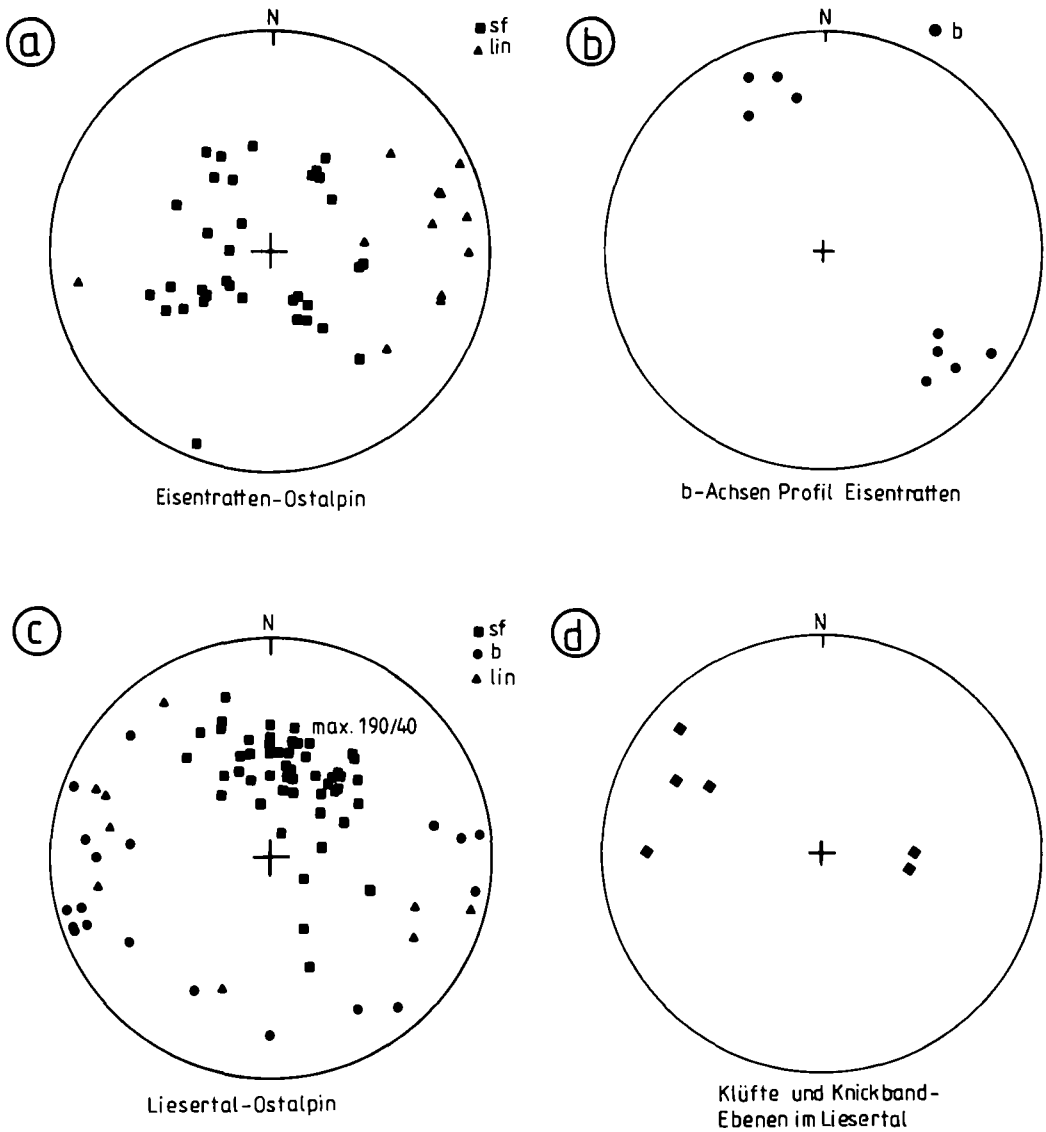 a
N
sf
lin
Eisentratten-Ostalpin
b
N
b
b-Achsen Profil Eisentratten
c
N
sf
b
lin
max. 190/40
Liesertal-Ostalpin
d
N
Klüfte und Knickband-
Ebenen im Liesertal